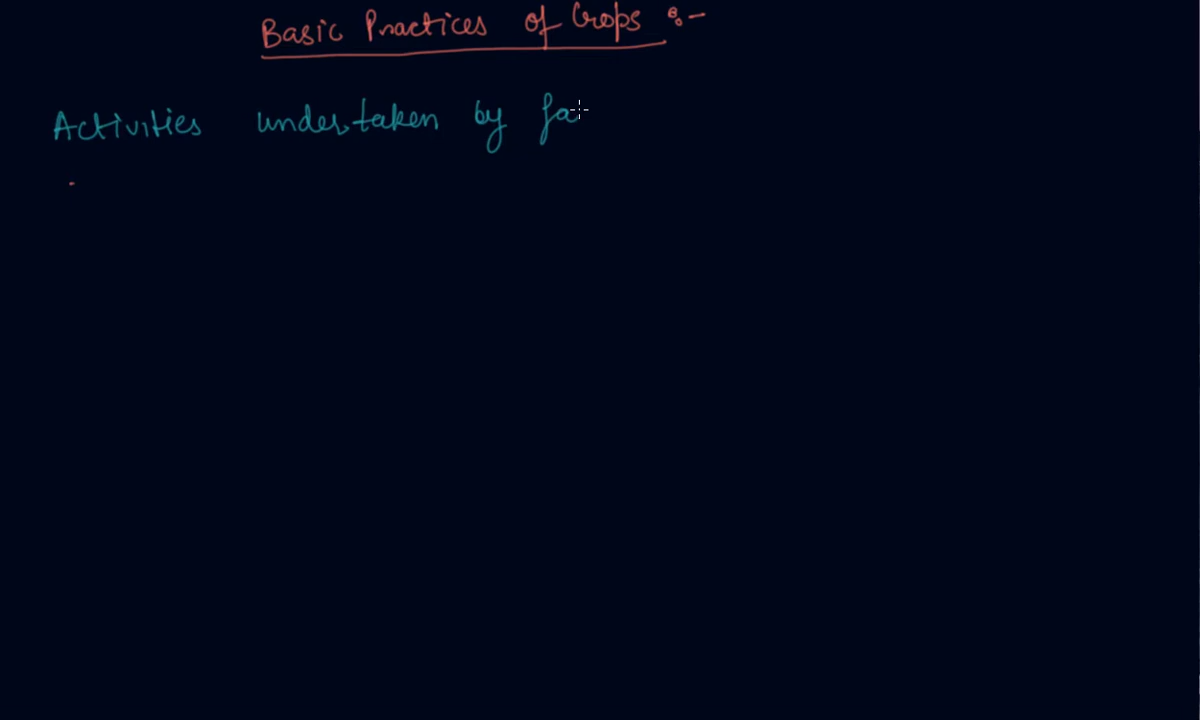 Basic Practices of Crops :-
Activities undertaken by fa